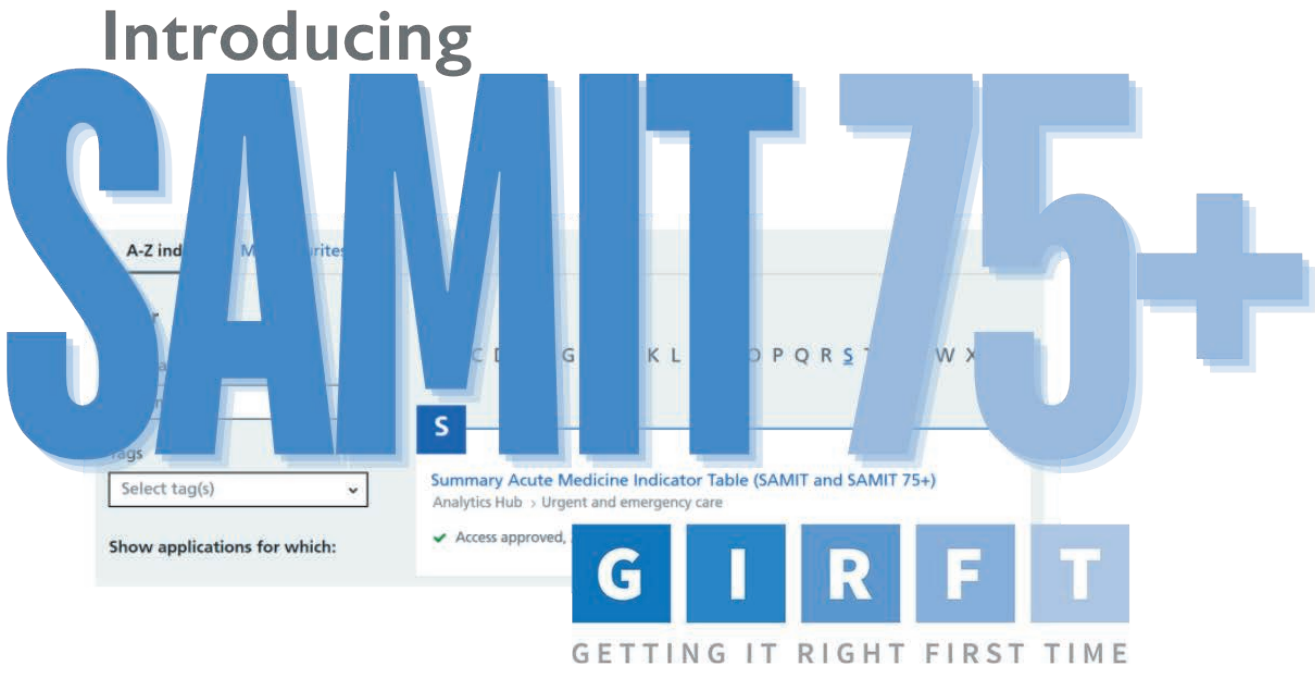 Introducing
SAMIT 75+
A-Z
S
Tags
Select tag(s)
Summary Acute Medicine Indicator Table (SAMIT and SAMIT 75+)
Analytics Hub › Urgent and emergency care
Show applications for which:
Access approved,
G I R F T
GETTING IT RIGHT FIRST TIME